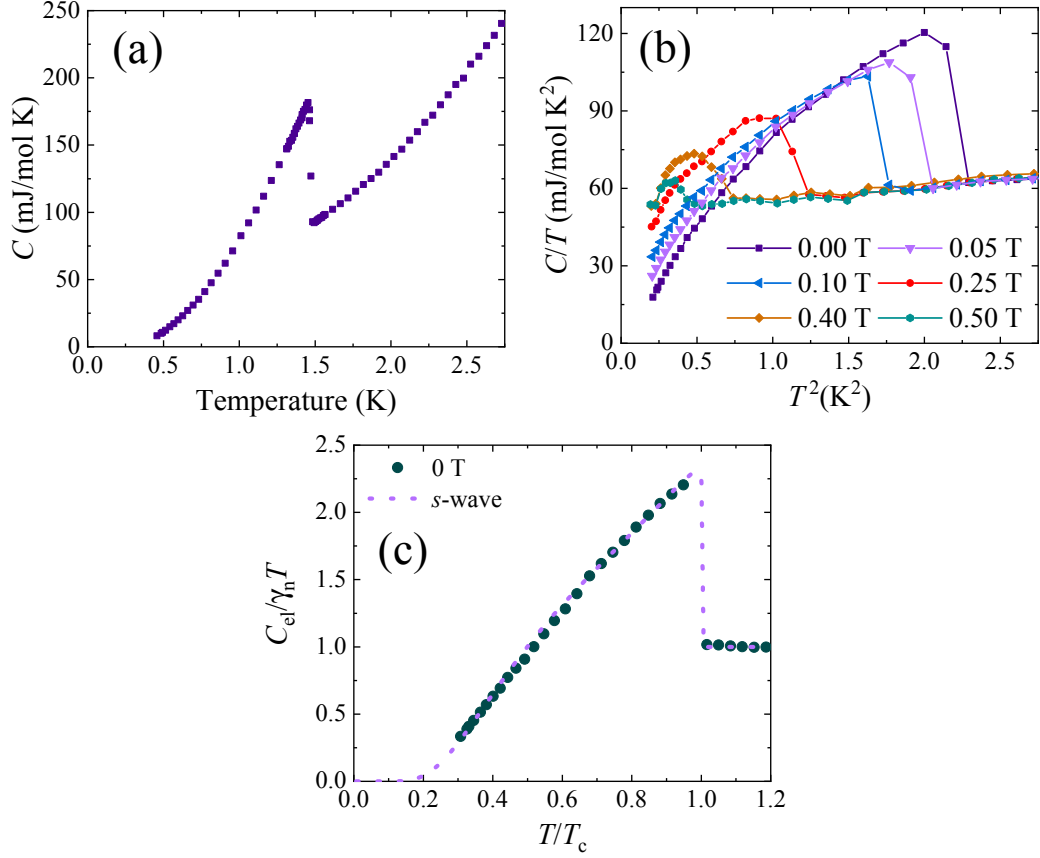 (a)
C (mJ/mol K)
250
200
150
100
50
0
0.0 0.5 1.0 1.5 2.0 2.5
Temperature (K)
(b)
C/T (mJ/mol K²)
120
90
60
30
0
0.00 T 0.05 T
0.10 T 0.25 T
0.40 T 0.50 T
0.0 0.5 1.0 1.5 2.0 2.5
T²(K²)
(c)
0 T
s-wave
C_el/γ_nT
2.5
2.0
1.5
1.0
0.5
0.0
0.0 0.2 0.4 0.6 0.8 1.0 1.2
T/T_c